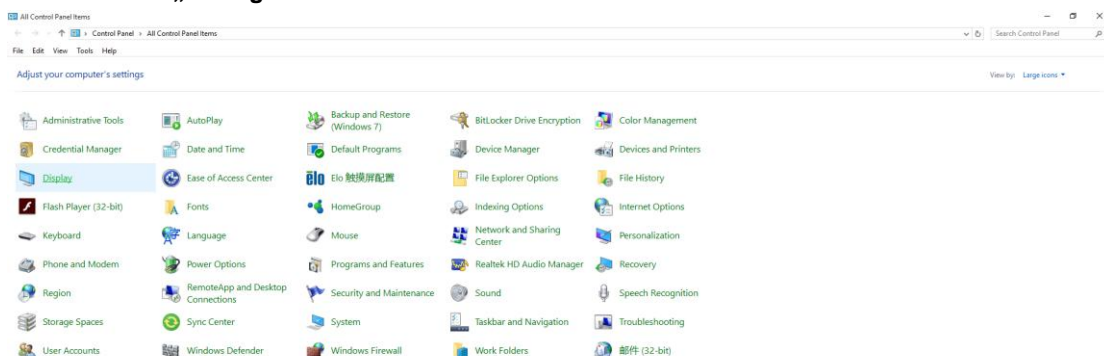 All Control Panel Items
Control Panel › All Control Panel Items
Search Control Panel
File Edit View Tools Help
Adjust your computer's settings
View by: Large icons
Administrative Tools
AutoPlay
Backup and Restore
(Windows 7)
BitLocker Drive Encryption
Color Management
Credential Manager
Date and Time
Default Programs
Device Manager
Devices and Printers
Display
Ease of Access Center
elo
Elo 触摸屏配置
File Explorer Options
File History
Flash Player (32-bit)
Fonts
HomeGroup
Indexing Options
Internet Options
Keyboard
Language
Mouse
Network and Sharing
Center
Personalization
Phone and Modem
Power Options
Programs and Features
Realtek HD Audio Manager
Recovery
Region
RemoteApp and Desktop
Connections
Security and Maintenance
Sound
Speech Recognition
Storage Spaces
Sync Center
System
Taskbar and Navigation
Troubleshooting
User Accounts
Windows Defender
Windows Firewall
Work Folders
邮件 (32-bit)